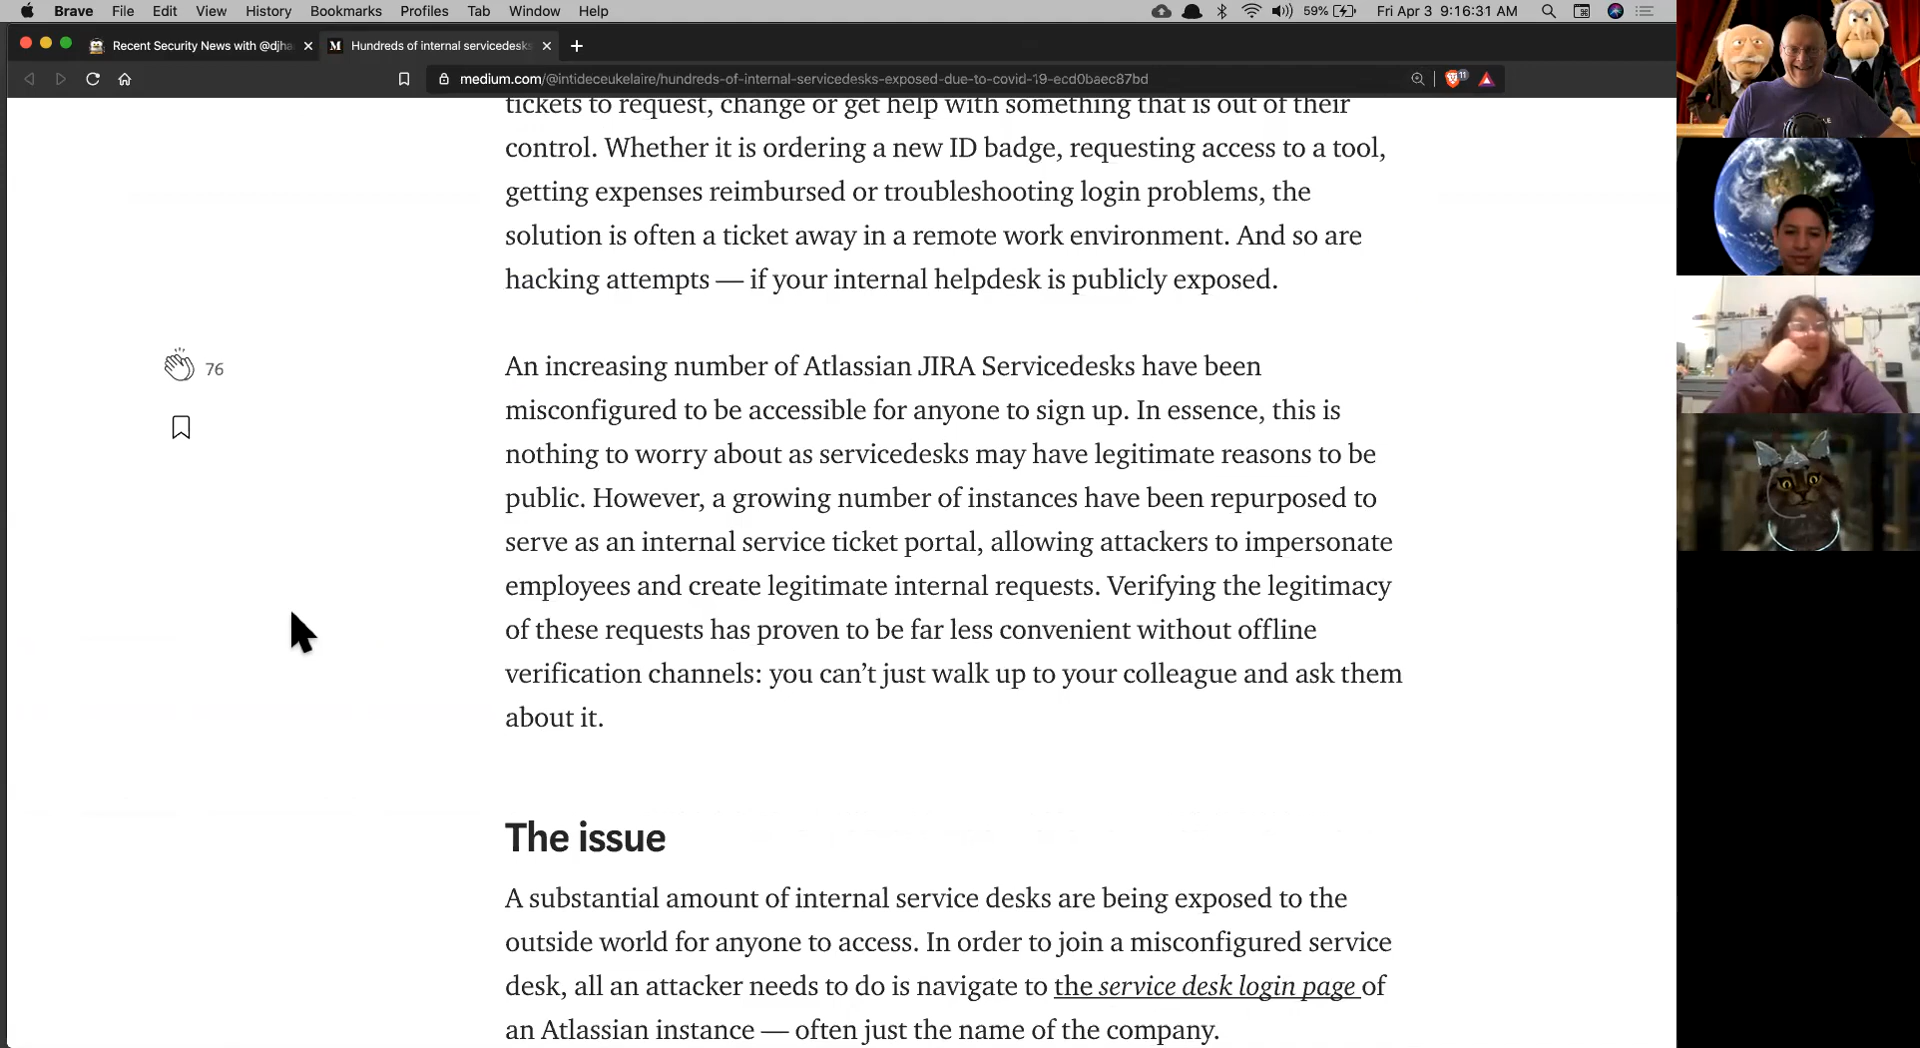 Brave File Edit View History Bookmarks Profiles Tab Window Help 59% Fri Apr 3 9:16:31 AM
Recent Security News with @djha
M Hundreds of internal servicedesks
medium.com/@intideceukelaire/hundreds-of-internal-servicedesks-exposed-due-to-covid-19-ecd0baec87bd 11
tickets to request, change or get help with something that is out of their
control. Whether it is ordering a new ID badge, requesting access to a tool,
getting expenses reimbursed or troubleshooting login problems, the
solution is often a ticket away in a remote work environment. And so are
hacking attempts — if your internal helpdesk is publicly exposed.
76
An increasing number of Atlassian JIRA Servicedesks have been
misconfigured to be accessible for anyone to sign up. In essence, this is
nothing to worry about as servicedesks may have legitimate reasons to be
public. However, a growing number of instances have been repurposed to
serve as an internal service ticket portal, allowing attackers to impersonate
employees and create legitimate internal requests. Verifying the legitimacy
of these requests has proven to be far less convenient without offline
verification channels: you can’t just walk up to your colleague and ask them
about it.
The issue
A substantial amount of internal service desks are being exposed to the
outside world for anyone to access. In order to join a misconfigured service
desk, all an attacker needs to do is navigate to the service desk login page of
an Atlassian instance — often just the name of the company.